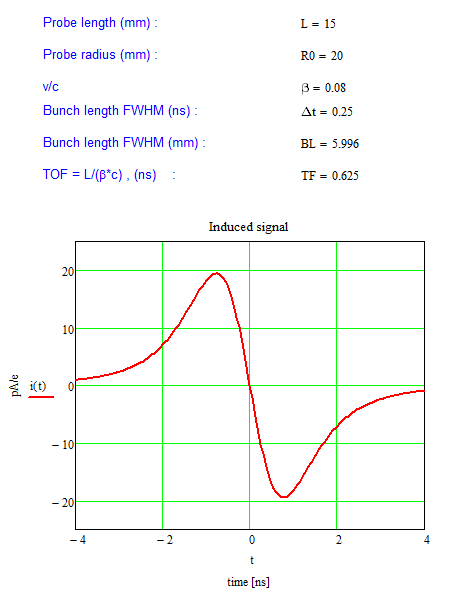 Probe length (mm) : L = 15
Probe radius (mm) : R0 = 20
v/c β = 0.08
Bunch length FWHM (ns) : Δt = 0.25
Bunch length FWHM (mm) : BL = 5.996
TOF = L/(β*c) , (ns) : TF = 0.625
Induced signal
20
10
pA/e i(t) 0
− 10
− 20
− 4 − 2 0 2 4
t
time [ns]